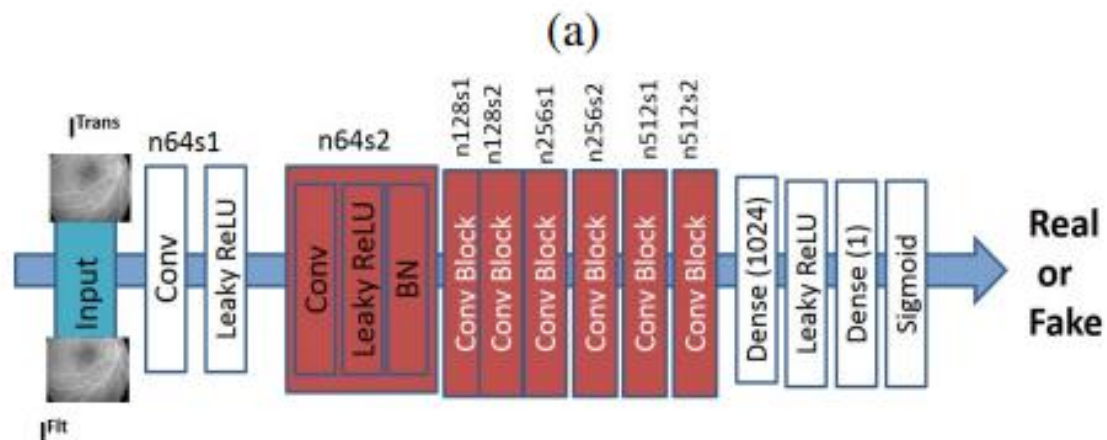 (a)
I^Trans
n64s1
n64s2
n128s1
n128s2
n256s1
n256s2
n512s1
n512s2
Input
Conv
Leaky ReLU
Conv
Leaky ReLU
BN
Conv Block
Conv Block
Conv Block
Conv Block
Conv Block
Conv Block
Dense (1024)
Leaky ReLU
Dense (1)
Sigmoid
Real
or
Fake
I^Flt